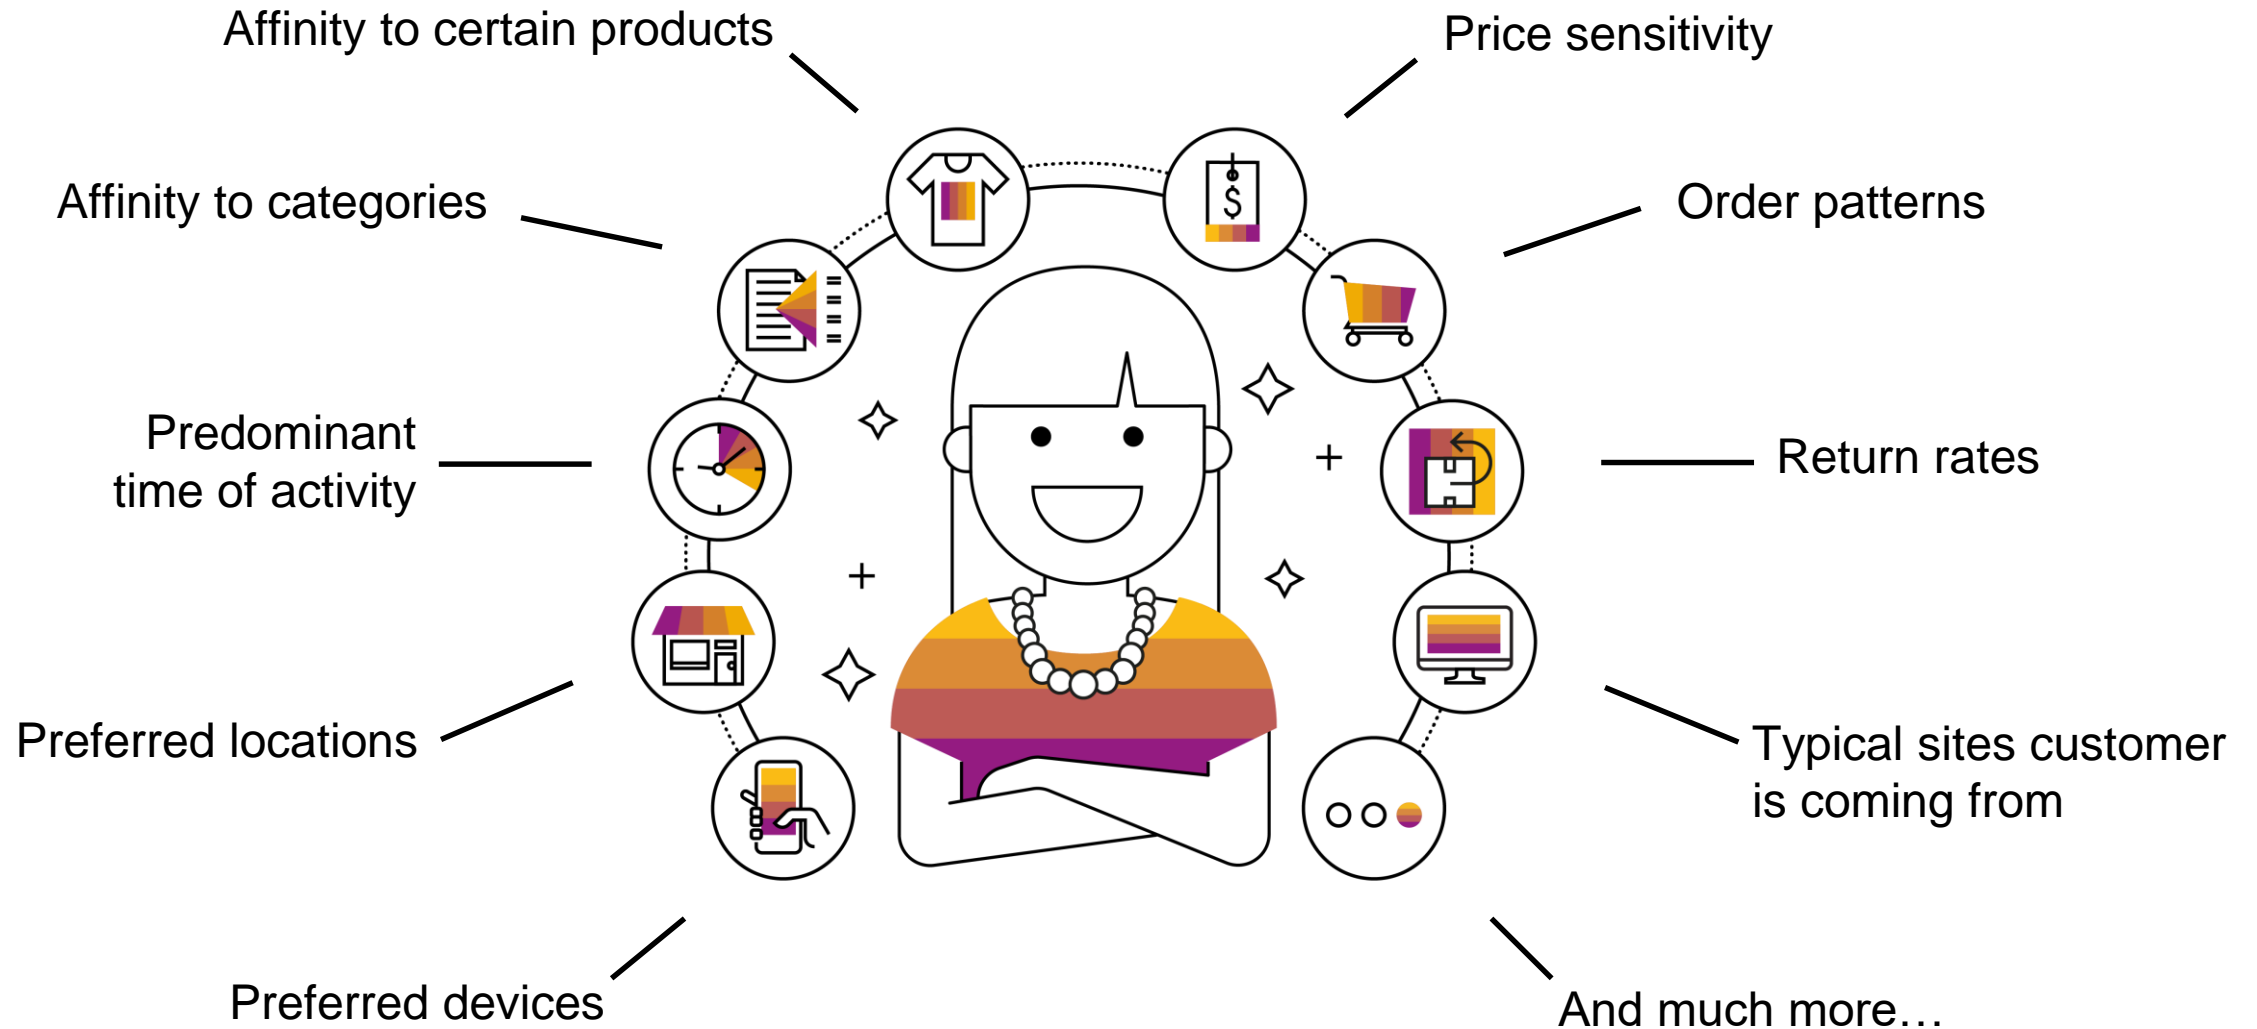 Affinity to certain products
Price sensitivity
Affinity to categories
Order patterns
Predominant
time of activity
Return rates
Preferred locations
Typical sites customer
is coming from
Preferred devices
And much more…
$